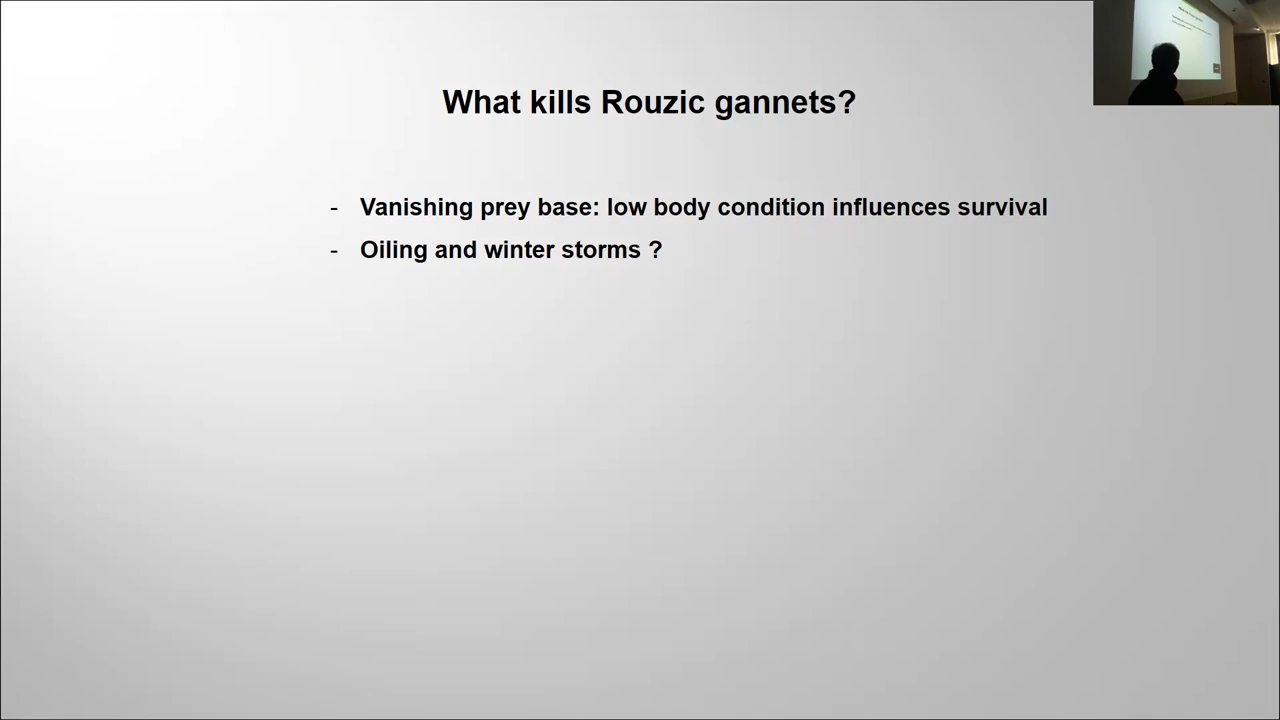 What kills Rouzic gannets?
- Vanishing prey base: low body condition influences survival
- Oiling and winter storms ?